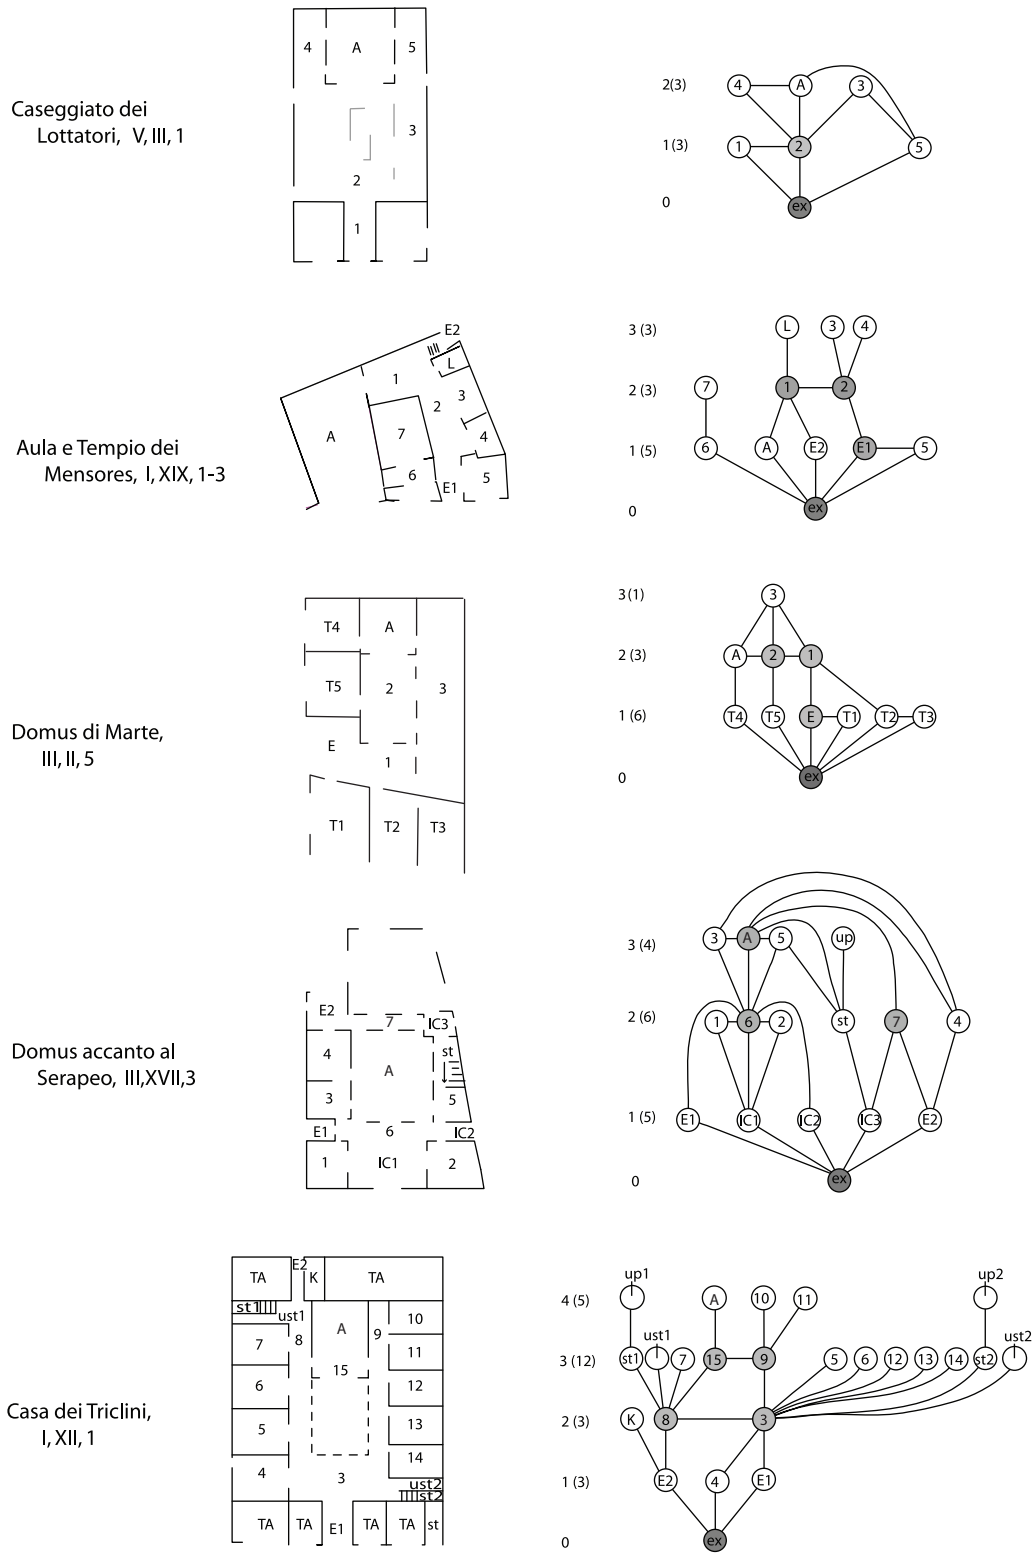 Caseggiato dei
Lottatori, V, III, 1
4 A 5
3
2
1
2(3)
1 (3)
0
4 A 3
1 2 5
ex
Aula e Tempio dei
Mensores, I, XIX, 1-3
E2
L
1
2 3
A 7 4
6 5
E1
3 (3)
2 (3)
1 (5)
0
L 3 4
7 1 2
6 A E2 E1 5
ex
Domus di Marte,
III, II, 5
T4 A
T5 2 3
E 1
T1 T2 T3
3 (1)
2 (3)
1 (6)
0
3
A 2 1
T4 T5 E T1 T2 T3
ex
Domus accanto al
Serapeo, III,XVII,3
E2 7 IC3
4 st
A
3 5
E1 6 IC2
1 IC1 2
3 (4)
2 (6)
1 (5)
0
3 A 5 up
1 6 2 st 7 4
E1 IC1 IC2 IC3 E2
ex
Casa dei Triclini,
I, XII, 1
E2
TA K TA
st1 ust1
8 A 9 10
7 11
15
6 12
5 13
14
4 3
ust2
st2
TA TA E1 TA TA st
4 (5)
3 (12)
2 (3)
1 (3)
0
up1 up2
A 10 11
ust1 ust2
st1 7 15 9 5 6 12 13 14 st2
K 8 3
E2 4 E1
ex